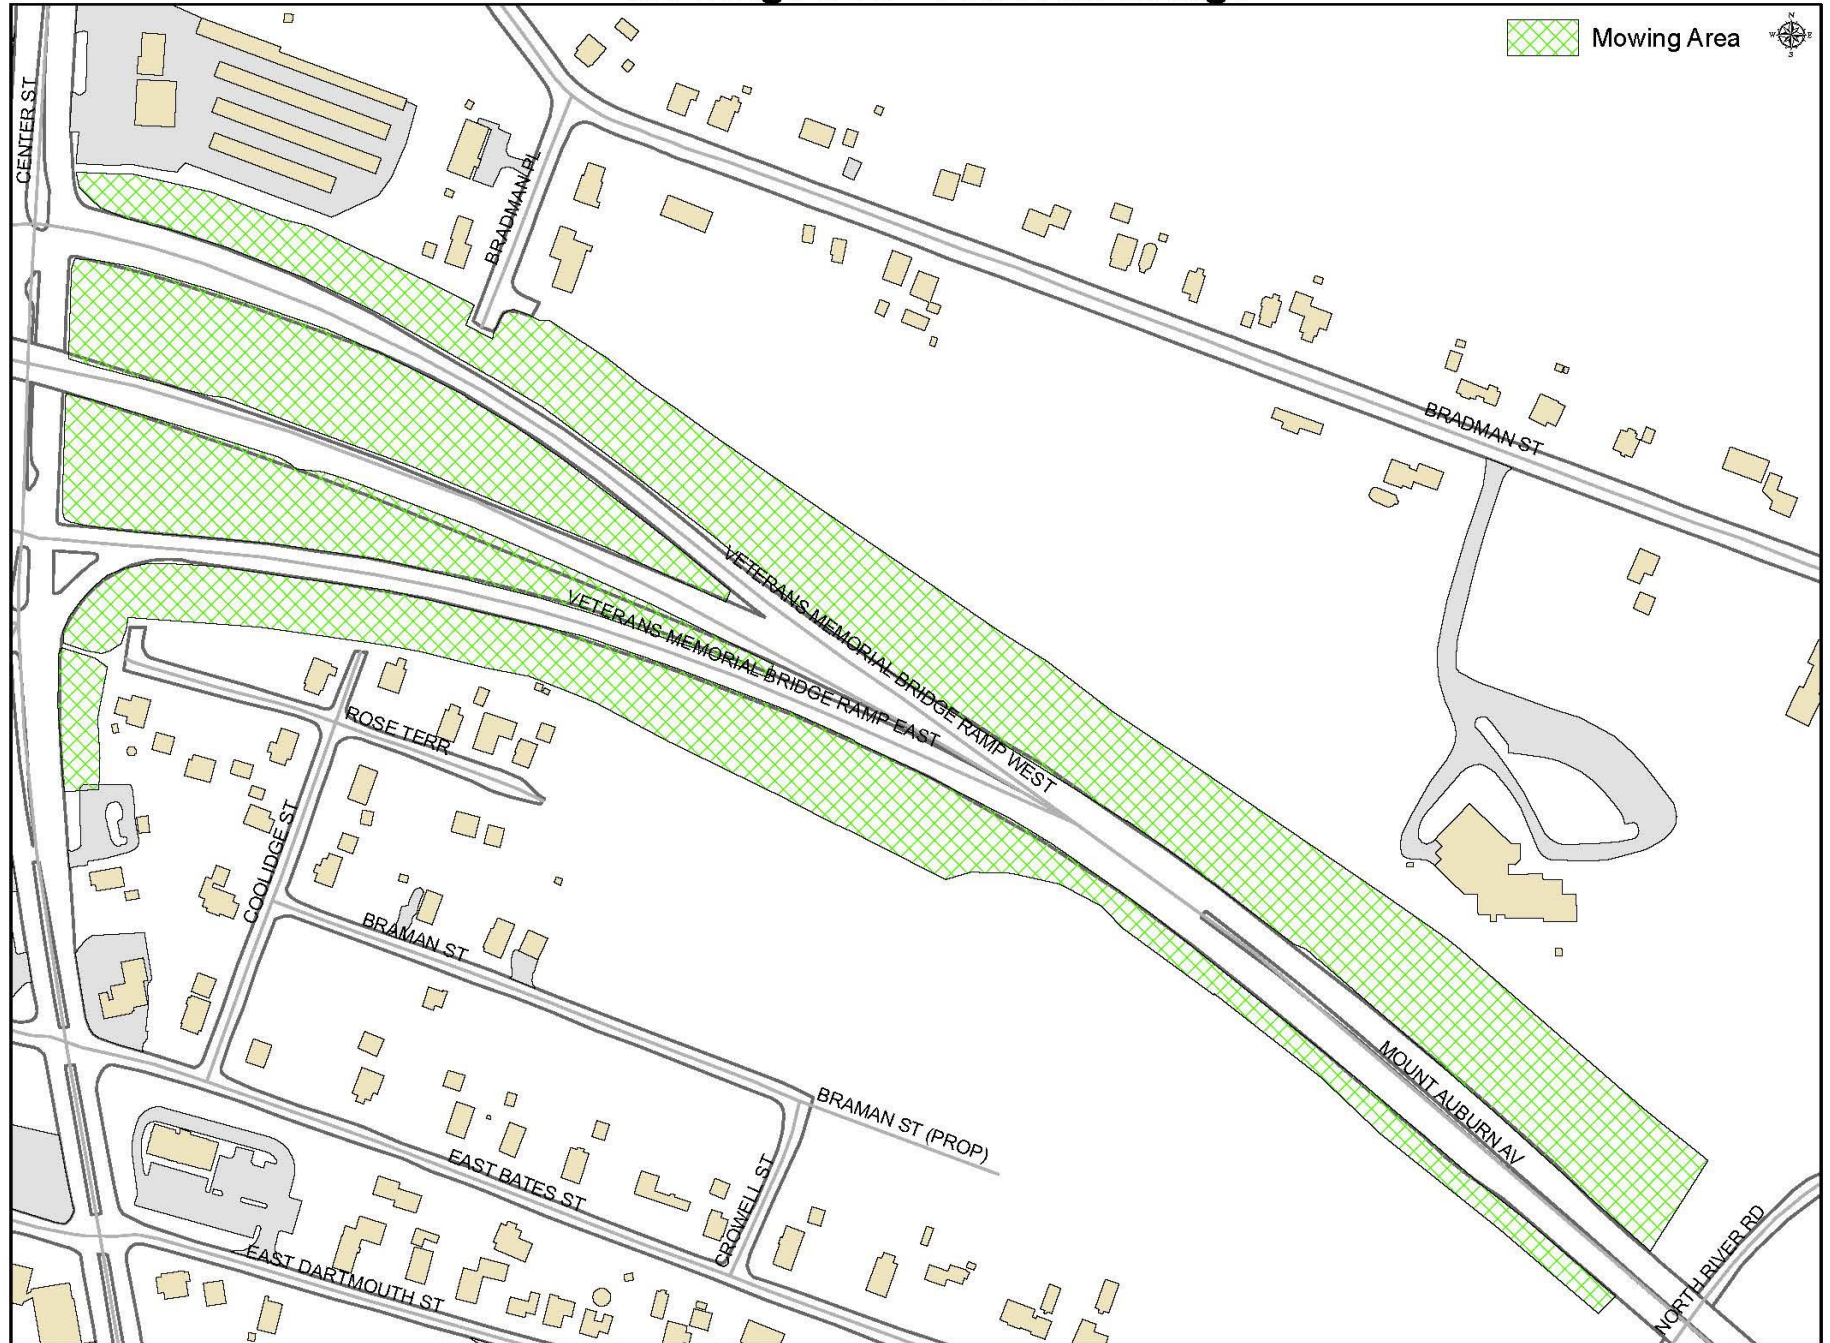 Mowing Area
N
W
E
S
CENTER ST
BRADMAN PL
BRADMAN ST
VETERANS MEMORIAL BRIDGE RAMP WEST
VETERANS MEMORIAL BRIDGE RAMP EAST
ROSE TERR
COOLIDGE ST
BRAMAN ST
MOUNT AUBURN AV
BRAMAN ST (PROP)
EAST BATES ST
CROWELL ST
NORTH RIVER RD
EAST DARTMOUTH ST